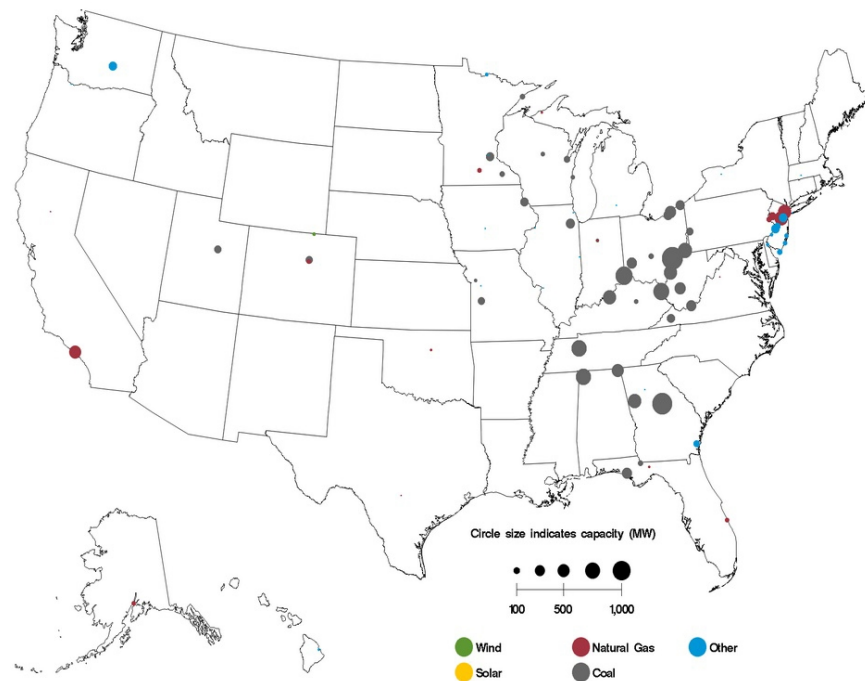 Circle size indicates capacity (MW)
100 500 1,000
Wind Natural Gas Other
Solar Coal